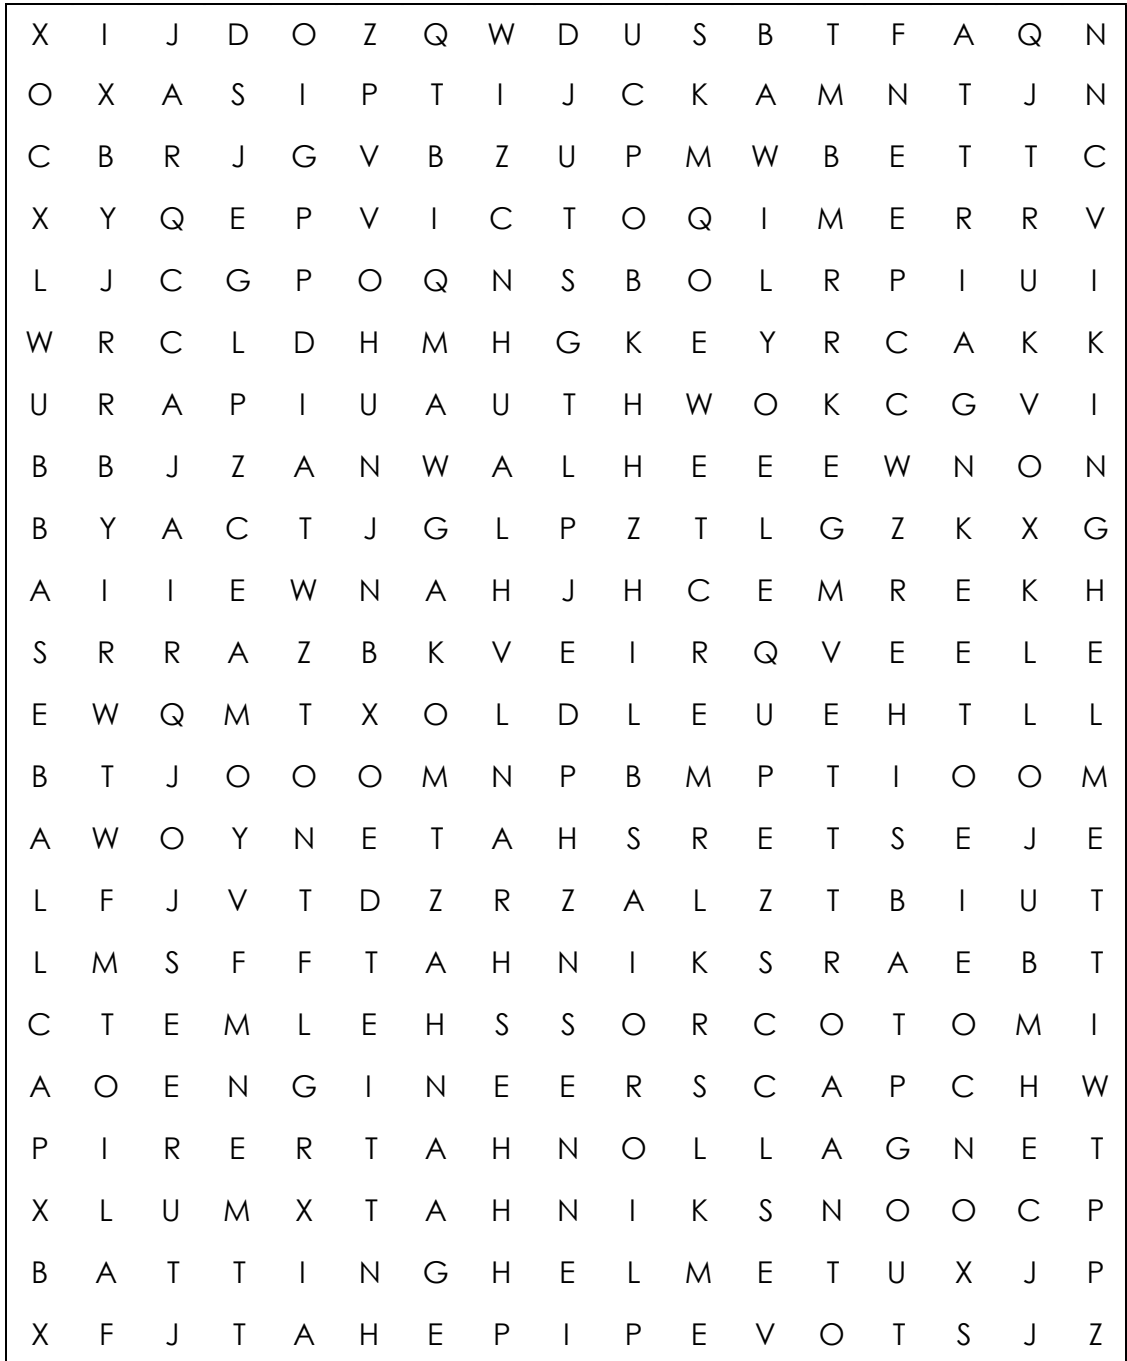 X I J D O Z Q W D U S B T F A Q N
O X A S I P T I J C K A M N T J N
C B R J G V B Z U P M W B E T T C
X Y Q E P V I C T O Q I M E R R V
L J C G P O Q N S B O L R P I U I
W R C L D H M H G K E Y R C A K K
U R A P I U A U T H W O K C G V I
B B J Z A N W A L H E E E W N O N
B Y A C T J G L P Z T L G Z K X G
A I I E W N A H J H C E M R E K H
S R R A Z B K V E I R Q V E E L E
E W Q M T X O L D L E U E H T L L
B T J O O O M N P B M P T I O O M
A W O Y N E T A H S R E T S E J E
L F J V T D Z R Z A L Z T B I U T
L M S F F T A H N I K S R A E B T
C T E M L E H S S O R C O T O M I
A O E N G I N E E R S C A P C H W
P I R E R T A H N O L L A G N E T
X L U M X T A H N I K S N O O C P
B A T T I N G H E L M E T U X J P
X F J T A H E P I P E V O T S J Z